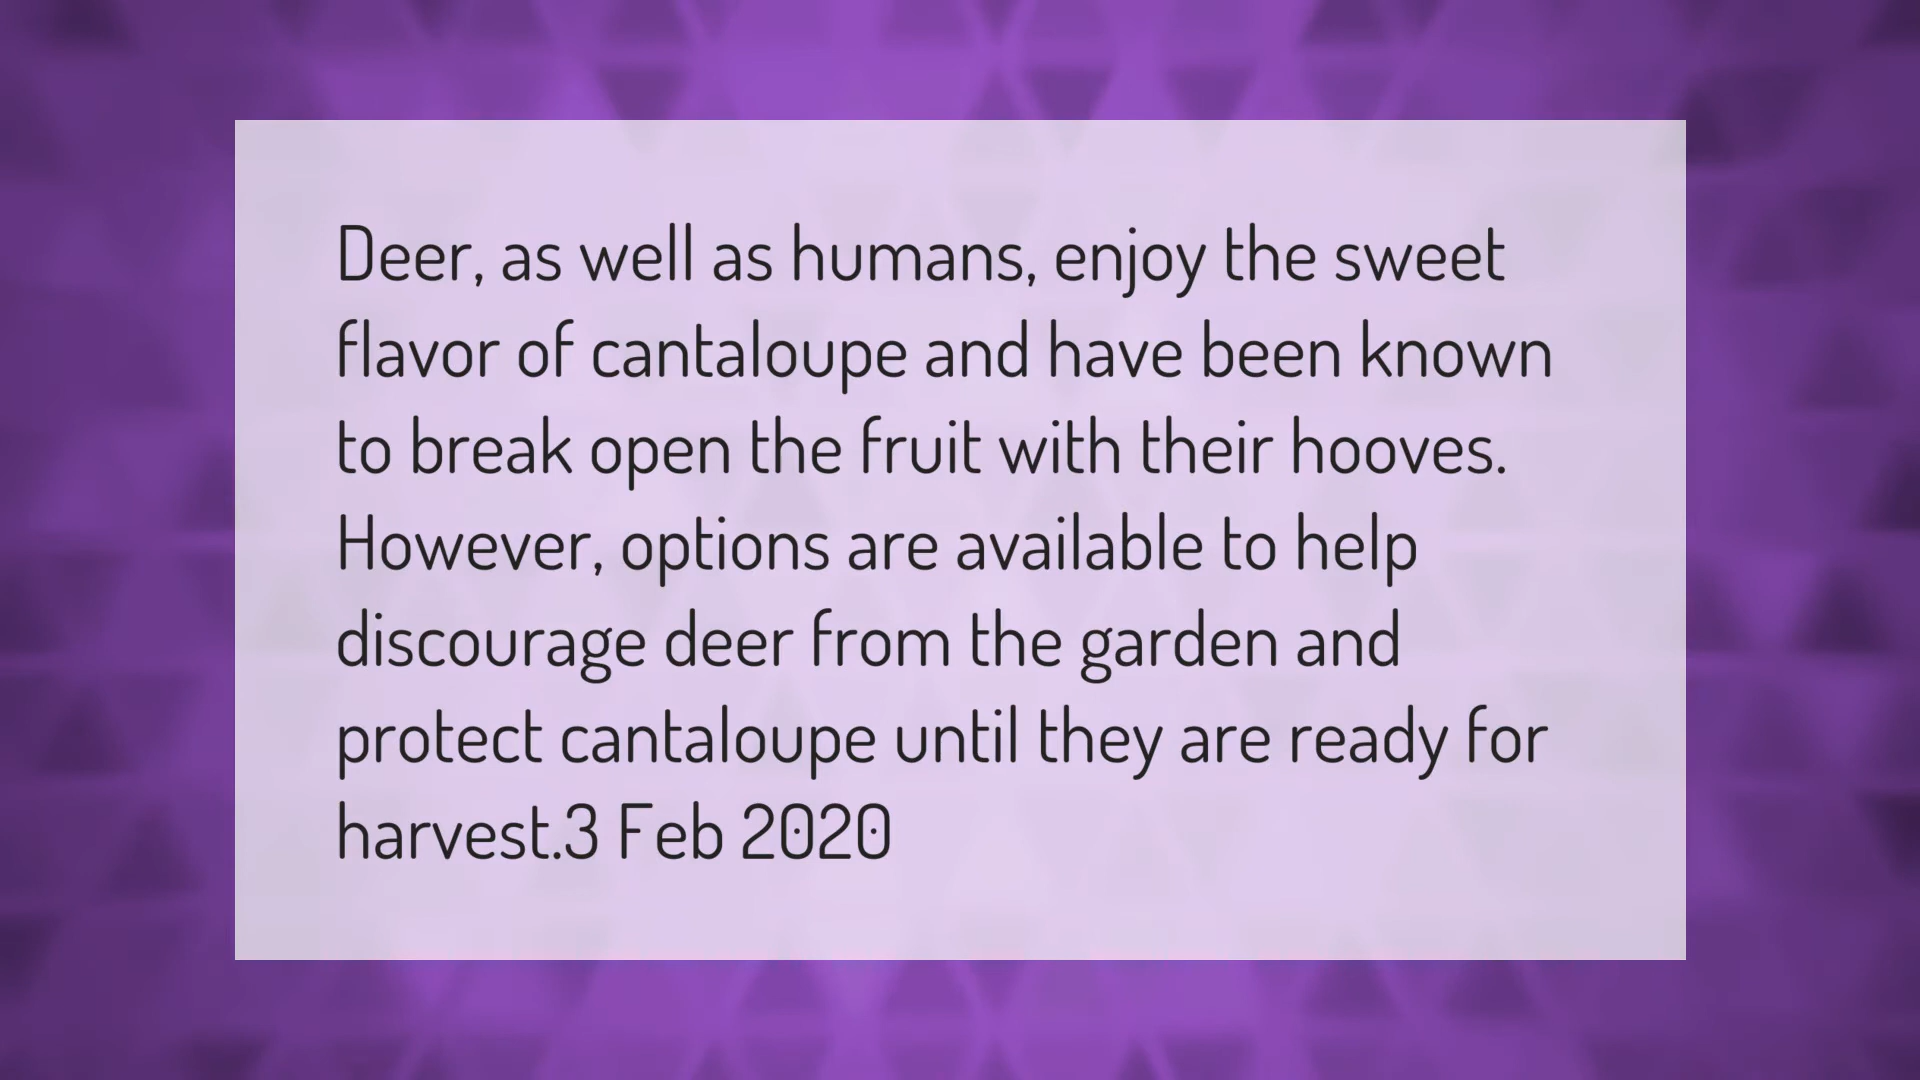 Deer, as well as humans, enjoy the sweet
flavor of cantaloupe and have been known
to break open the fruit with their hooves.
However, options are available to help
discourage deer from the garden and
protect cantaloupe until they are ready for
harvest.3 Feb 2020